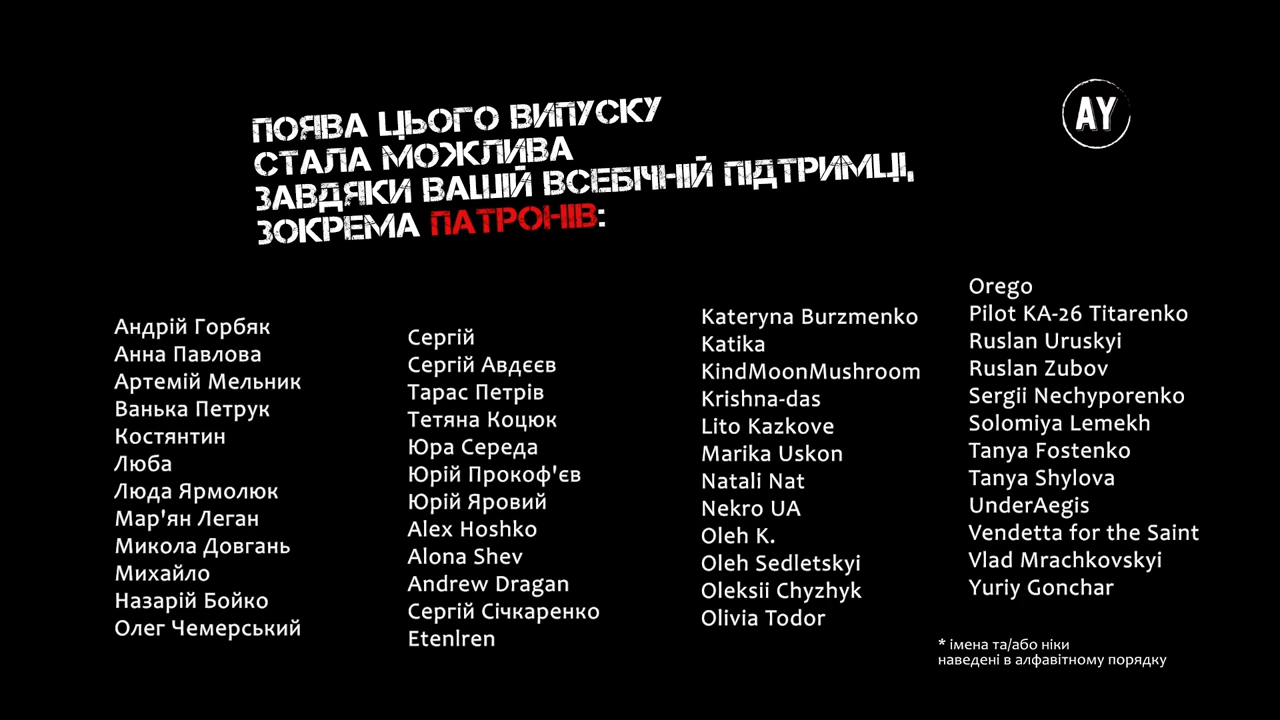 ПОЯВА ЦЬОГО ВИПУСКУ
СТАЛА МОЖЛИВА
ЗАВДЯКИ ВАШІЙ ВСЕБІЧНІЙ ПІДТРИМЦІ,
ЗОКРЕМА ПАТРОНІВ:
АУ
Андрій Горбяк
Анна Павлова
Артемій Мельник
Ванька Петрук
Костянтин
Люба
Люда Ярмолюк
Мар'ян Леган
Микола Довгань
Михайло
Назарій Бойко
Олег Чемерський
Сергій
Сергій Авдєєв
Тарас Петрів
Тетяна Коцюк
Юра Середа
Юрій Прокоф'єв
Юрій Яровий
Alex Hoshko
Alona Shev
Andrew Dragan
Сергій Січкаренко
Etenlren
Kateryna Burzmenko
Katika
KindMoonMushroom
Krishna-das
Lito Kazkove
Marika Uskon
Natali Nat
Nekro UA
Oleh K.
Oleh Sedletskyi
Oleksii Chyzhyk
Olivia Todor
Orego
Pilot KA-26 Titarenko
Ruslan Uruskyi
Ruslan Zubov
Sergii Nechyporenko
Solomiya Lemekh
Tanya Fostenko
Tanya Shylova
UnderAegis
Vendetta for the Saint
Vlad Mrachkovskyi
Yuriy Gonchar
* імена та/або ніки
наведені в алфавітному порядку